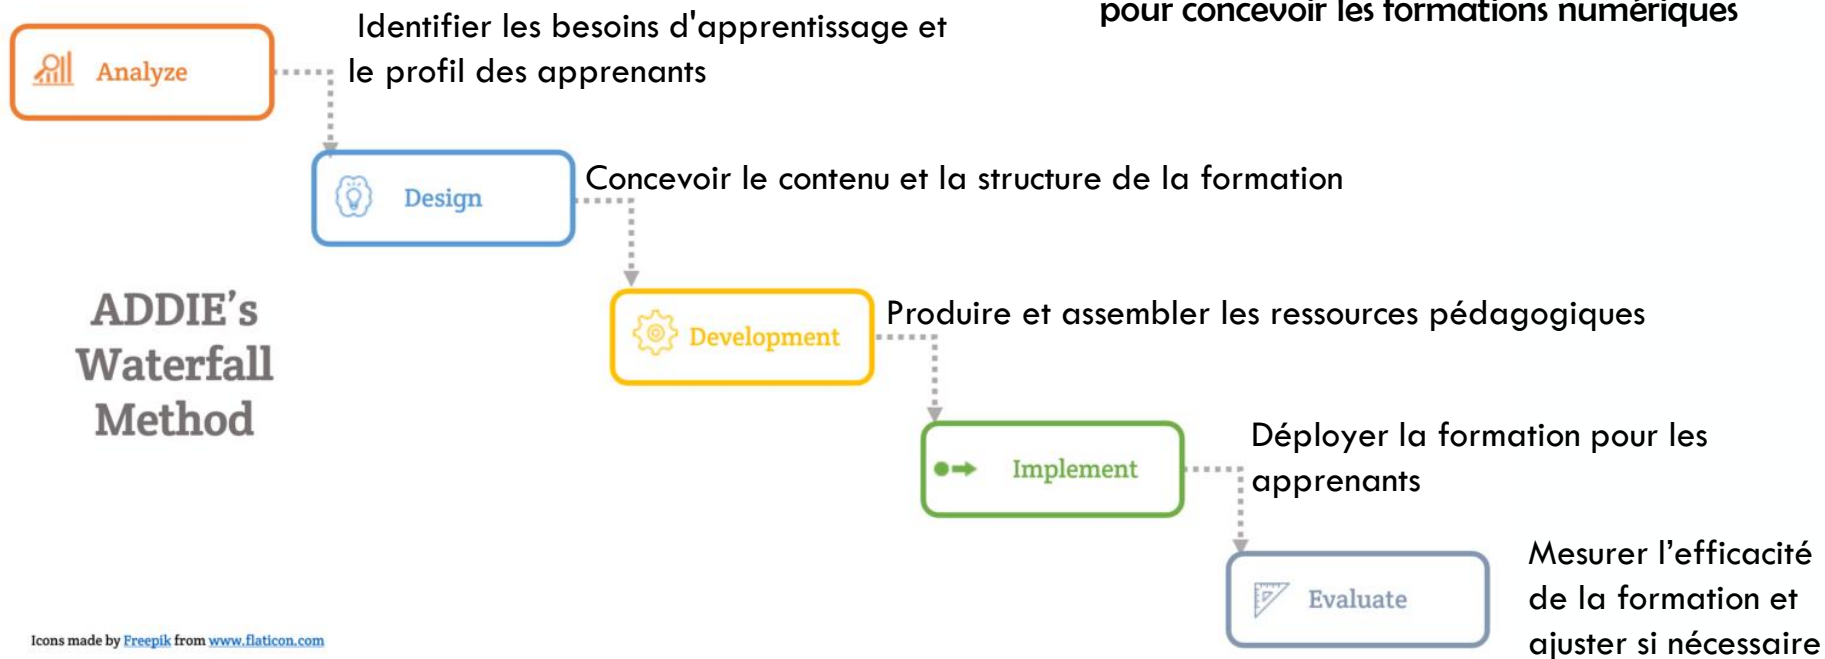 pour concevoir les formations numériques
Identifier les besoins d'apprentissage et
le profil des apprenants
Analyze
Concevoir le contenu et la structure de la formation
Design
ADDIE's
Waterfall
Method
Produire et assembler les ressources pédagogiques
Development
Déployer la formation pour les
apprenants
Implement
Mesurer l’efficacité
de la formation et
ajuster si nécessaire
Evaluate
Icons made by Freepik from www.flaticon.com